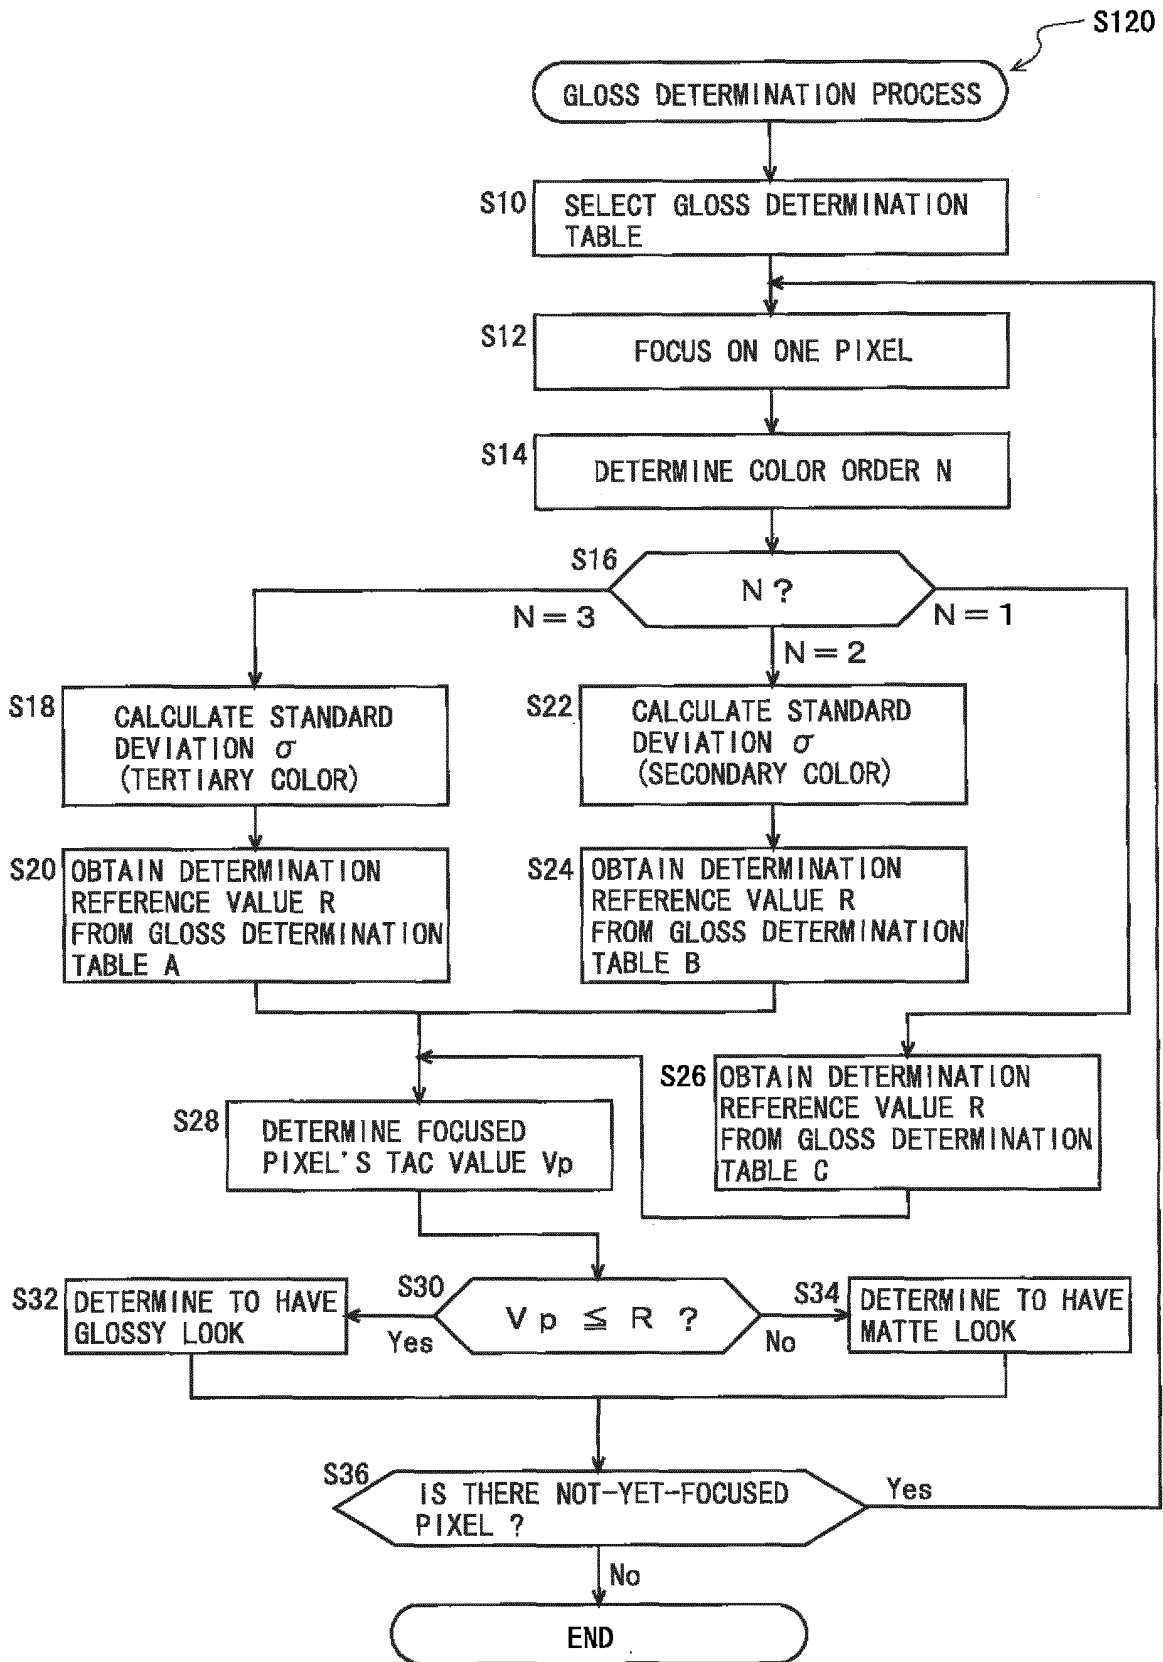 S120
GLOSS DETERMINATION PROCESS
S10
SELECT GLOSS DETERMINATION
TABLE
S12
FOCUS ON ONE PIXEL
S14
DETERMINE COLOR ORDER N
S16
N ?
N = 3
N = 2
N = 1
S18
CALCULATE STANDARD
DEVIATION σ
(TERTIARY COLOR)
S22
CALCULATE STANDARD
DEVIATION σ
(SECONDARY COLOR)
S20
OBTAIN DETERMINATION
REFERENCE VALUE R
FROM GLOSS DETERMINATION
TABLE A
S24
OBTAIN DETERMINATION
REFERENCE VALUE R
FROM GLOSS DETERMINATION
TABLE B
S26
OBTAIN DETERMINATION
REFERENCE VALUE R
FROM GLOSS DETERMINATION
TABLE C
S28
DETERMINE FOCUSED
PIXEL'S TAC VALUE Vp
S30
Vp ≦ R ?
Yes
No
S32
DETERMINE TO HAVE
GLOSSY LOOK
S34
DETERMINE TO HAVE
MATTE LOOK
S36
IS THERE NOT-YET-FOCUSED
PIXEL ?
Yes
No
END